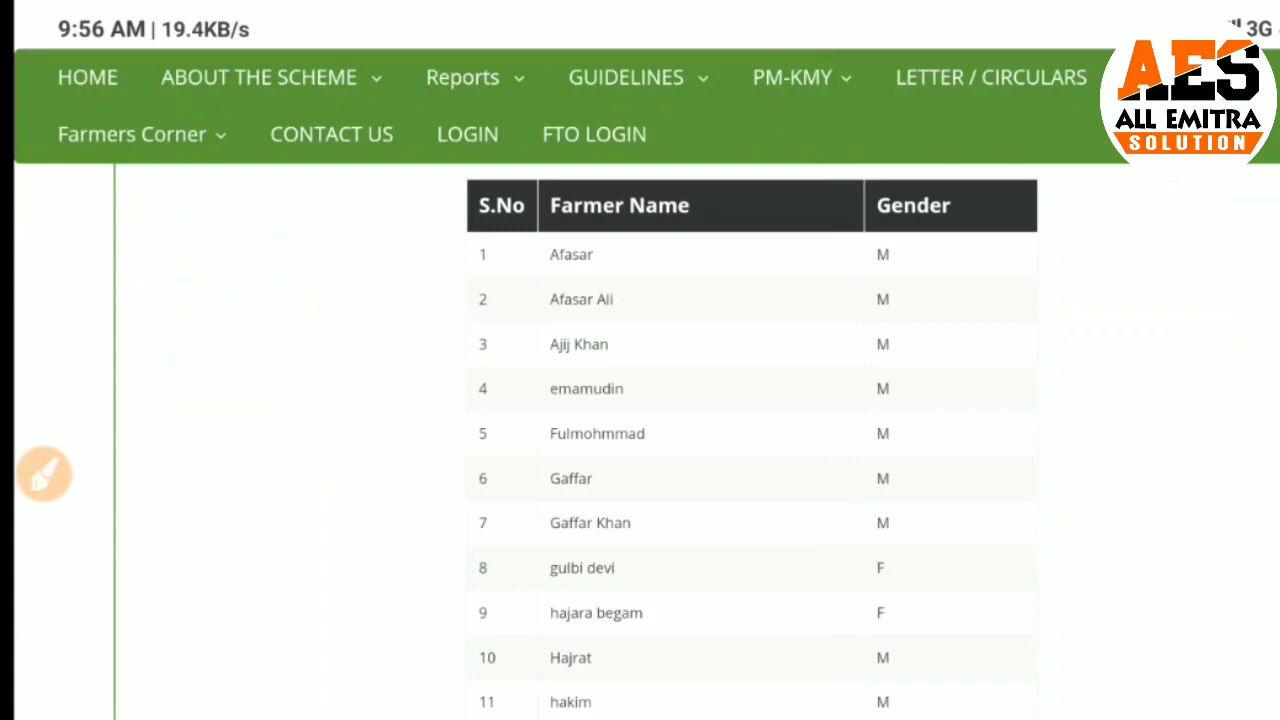 9:56 AM | 19.4KB/s
3G
HOME ABOUT THE SCHEME Reports GUIDELINES PM-KMY LETTER / CIRCULARS
Farmers Corner CONTACT US LOGIN FTO LOGIN
AES
ALL EMITRA
SOLUTION
S.No Farmer Name Gender
1 Afasar M
2 Afasar Ali M
3 Ajij Khan M
4 emamudin M
5 Fulmohmmad M
6 Gaffar M
7 Gaffar Khan M
8 gulbi devi F
9 hajara begam F
10 Hajrat M
11 hakim M